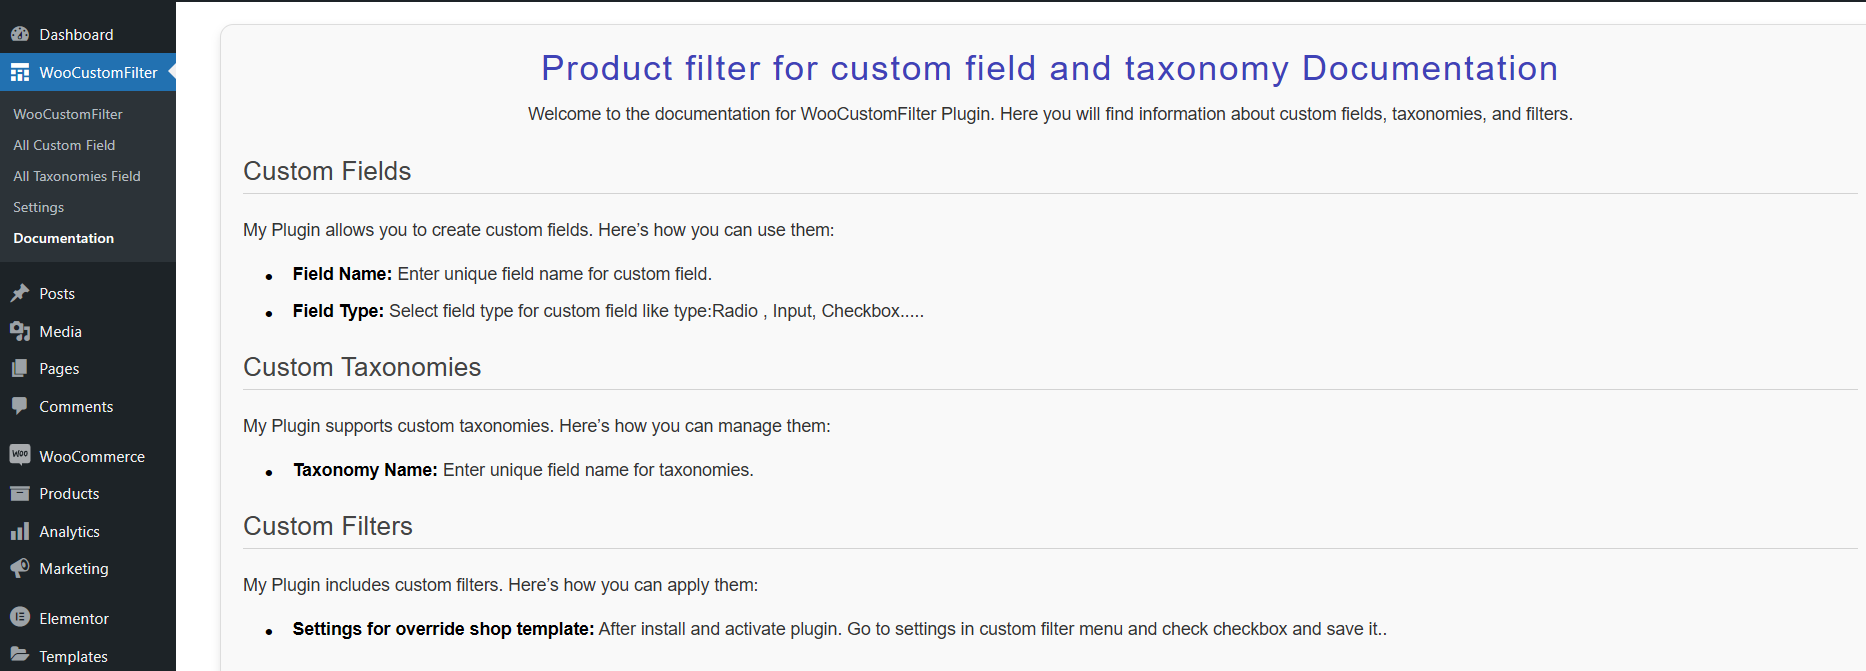 Dashboard
WooCustomFilter
WooCustomFilter
All Custom Field
All Taxonomies Field
Settings
Documentation
Posts
Media
Pages
Comments
Woo WooCommerce
Products
Analytics
Marketing
Elementor
Templates
Product filter for custom field and taxonomy Documentation
Welcome to the documentation for WooCustomFilter Plugin. Here you will find information about custom fields, taxonomies, and filters.
Custom Fields
My Plugin allows you to create custom fields. Here’s how you can use them:
• Field Name: Enter unique field name for custom field.
• Field Type: Select field type for custom field like type:Radio , Input, Checkbox.....
Custom Taxonomies
My Plugin supports custom taxonomies. Here’s how you can manage them:
• Taxonomy Name: Enter unique field name for taxonomies.
Custom Filters
My Plugin includes custom filters. Here’s how you can apply them:
• Settings for override shop template: After install and activate plugin. Go to settings in custom filter menu and check checkbox and save it..